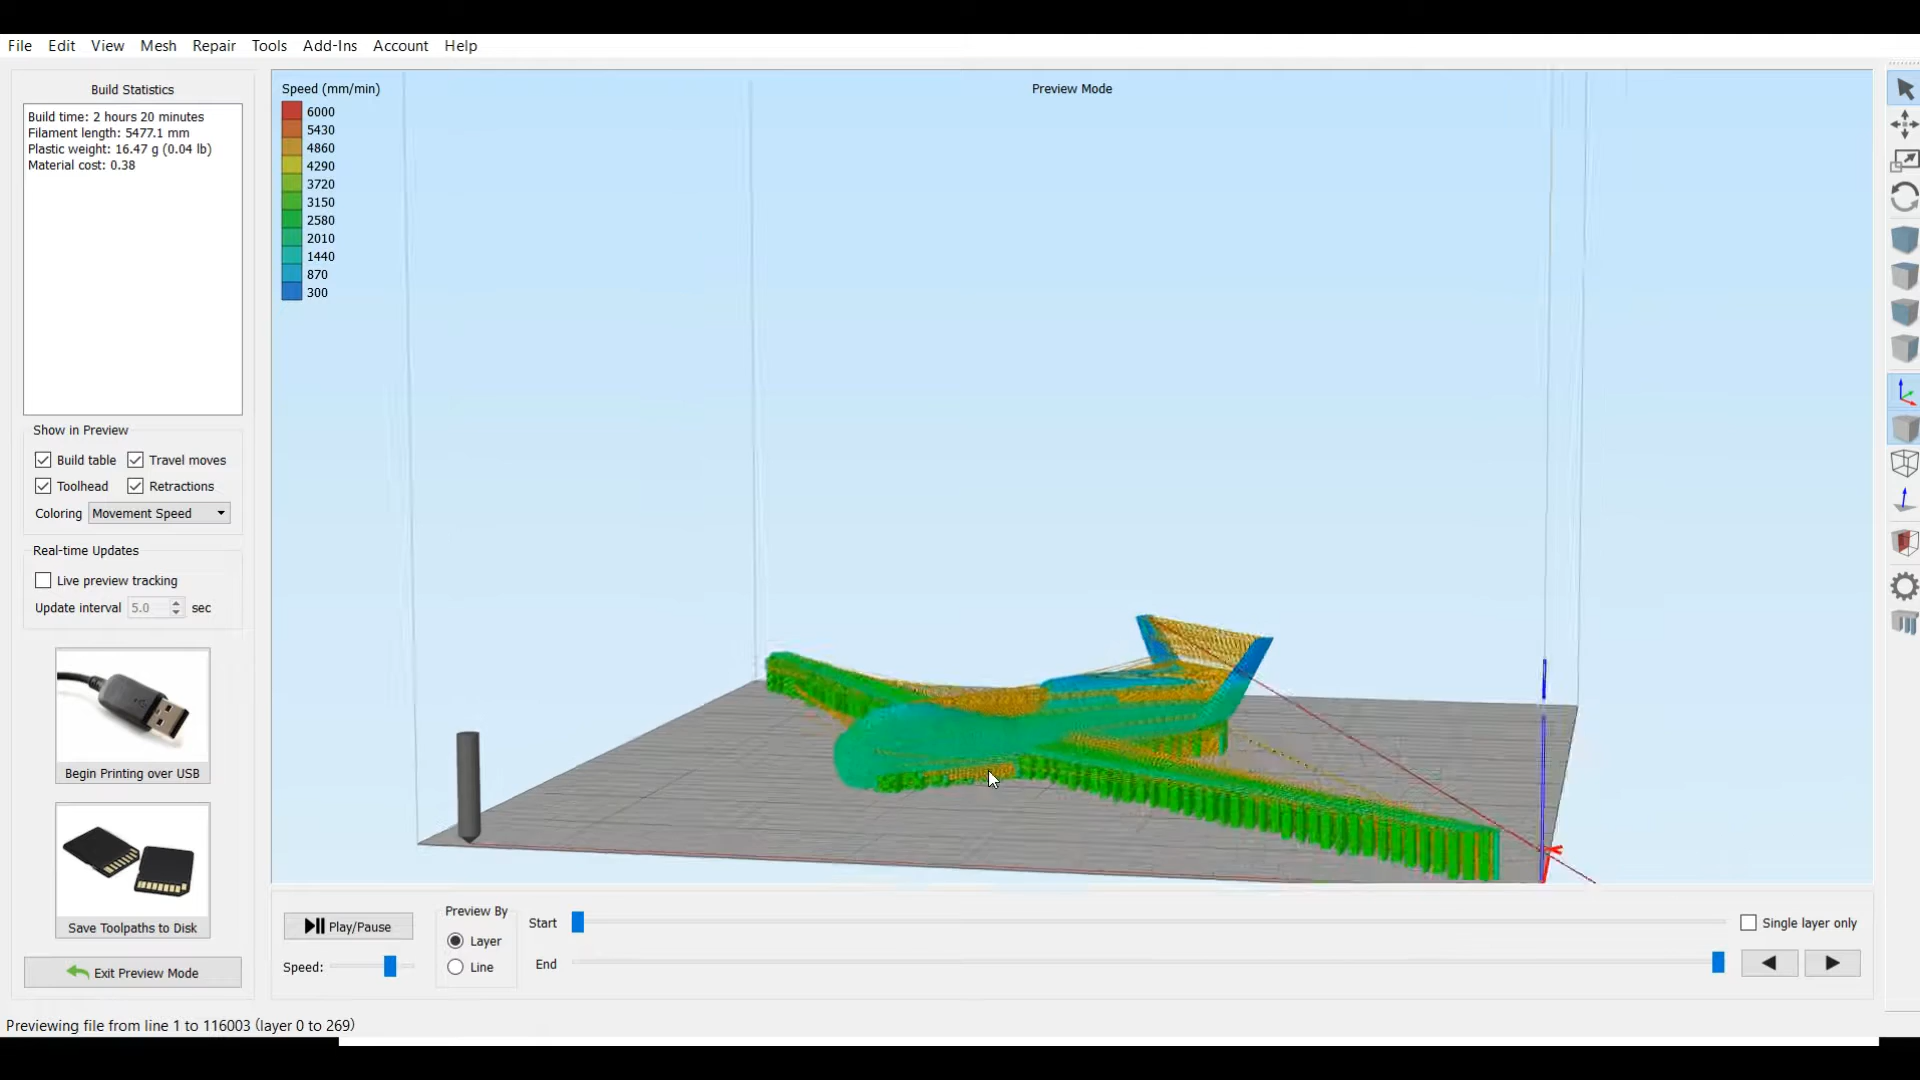 File Edit View Mesh Repair Tools Add-Ins Account Help
Build Statistics
Build time: 2 hours 20 minutes
Filament length: 5477.1 mm
Plastic weight: 16.47 g (0.04 lb)
Material cost: 0.38
Show in Preview
Build table Travel moves
Toolhead Retractions
Coloring Movement Speed
Real-time Updates
Live preview tracking
Update interval 5.0 sec
Begin Printing over USB
Save Toolpaths to Disk
Exit Preview Mode
Speed (mm/min)
6000
5430
4860
4290
3720
3150
2580
2010
1440
870
300
Preview Mode
Play/Pause
Speed:
Preview By
Layer
Line
Start
End
Single layer only
Previewing file from line 1 to 116003 (layer 0 to 269)